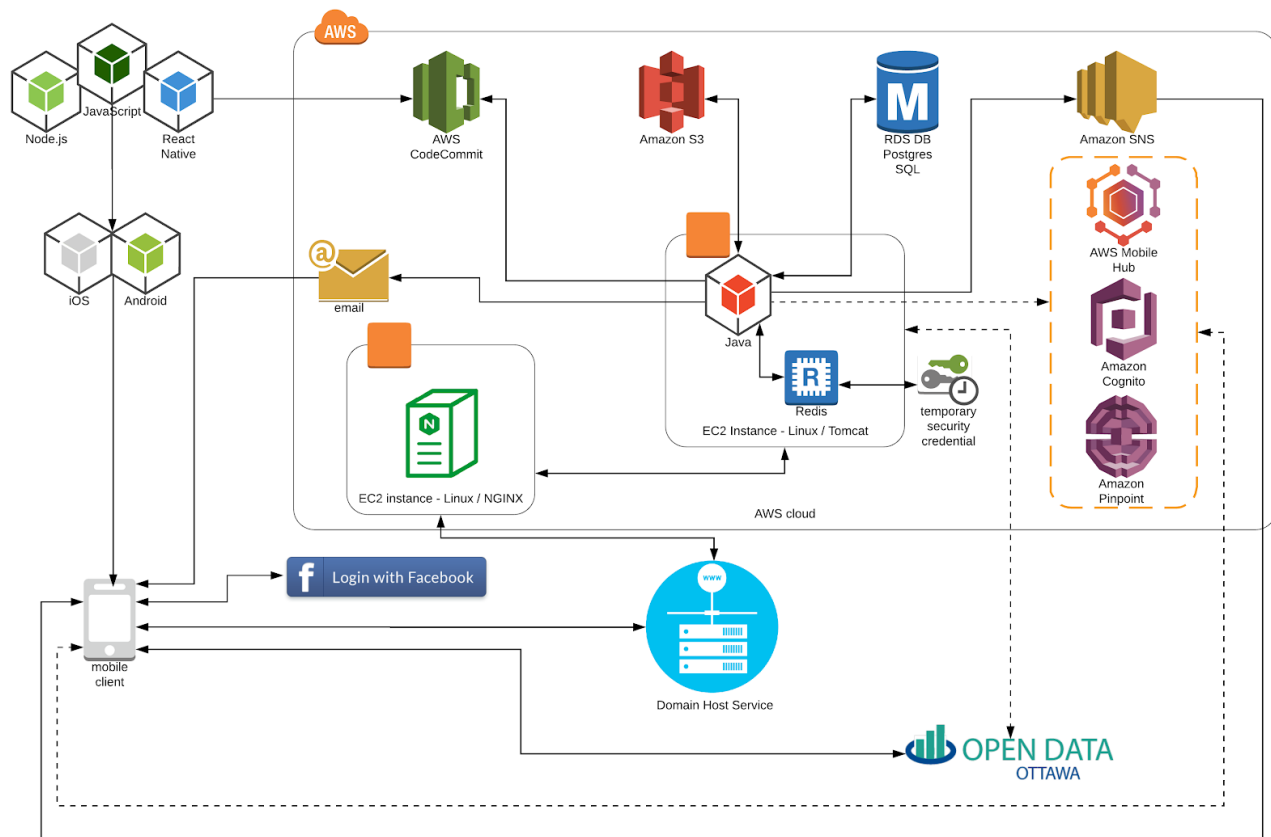 AWS
Node.js
JavaScript
React
Native
AWS
CodeCommit
Amazon S3
M
RDS DB
Postgres
SQL
Amazon SNS
iOS
Android
@
email
Java
R
Redis
EC2 Instance - Linux / Tomcat
temporary
security
credential
AWS Mobile
Hub
Amazon
Cognito
Amazon
Pinpoint
N
EC2 instance - Linux / NGINX
AWS cloud
f Login with Facebook
mobile
client
www
Domain Host Service
OPEN DATA
OTTAWA